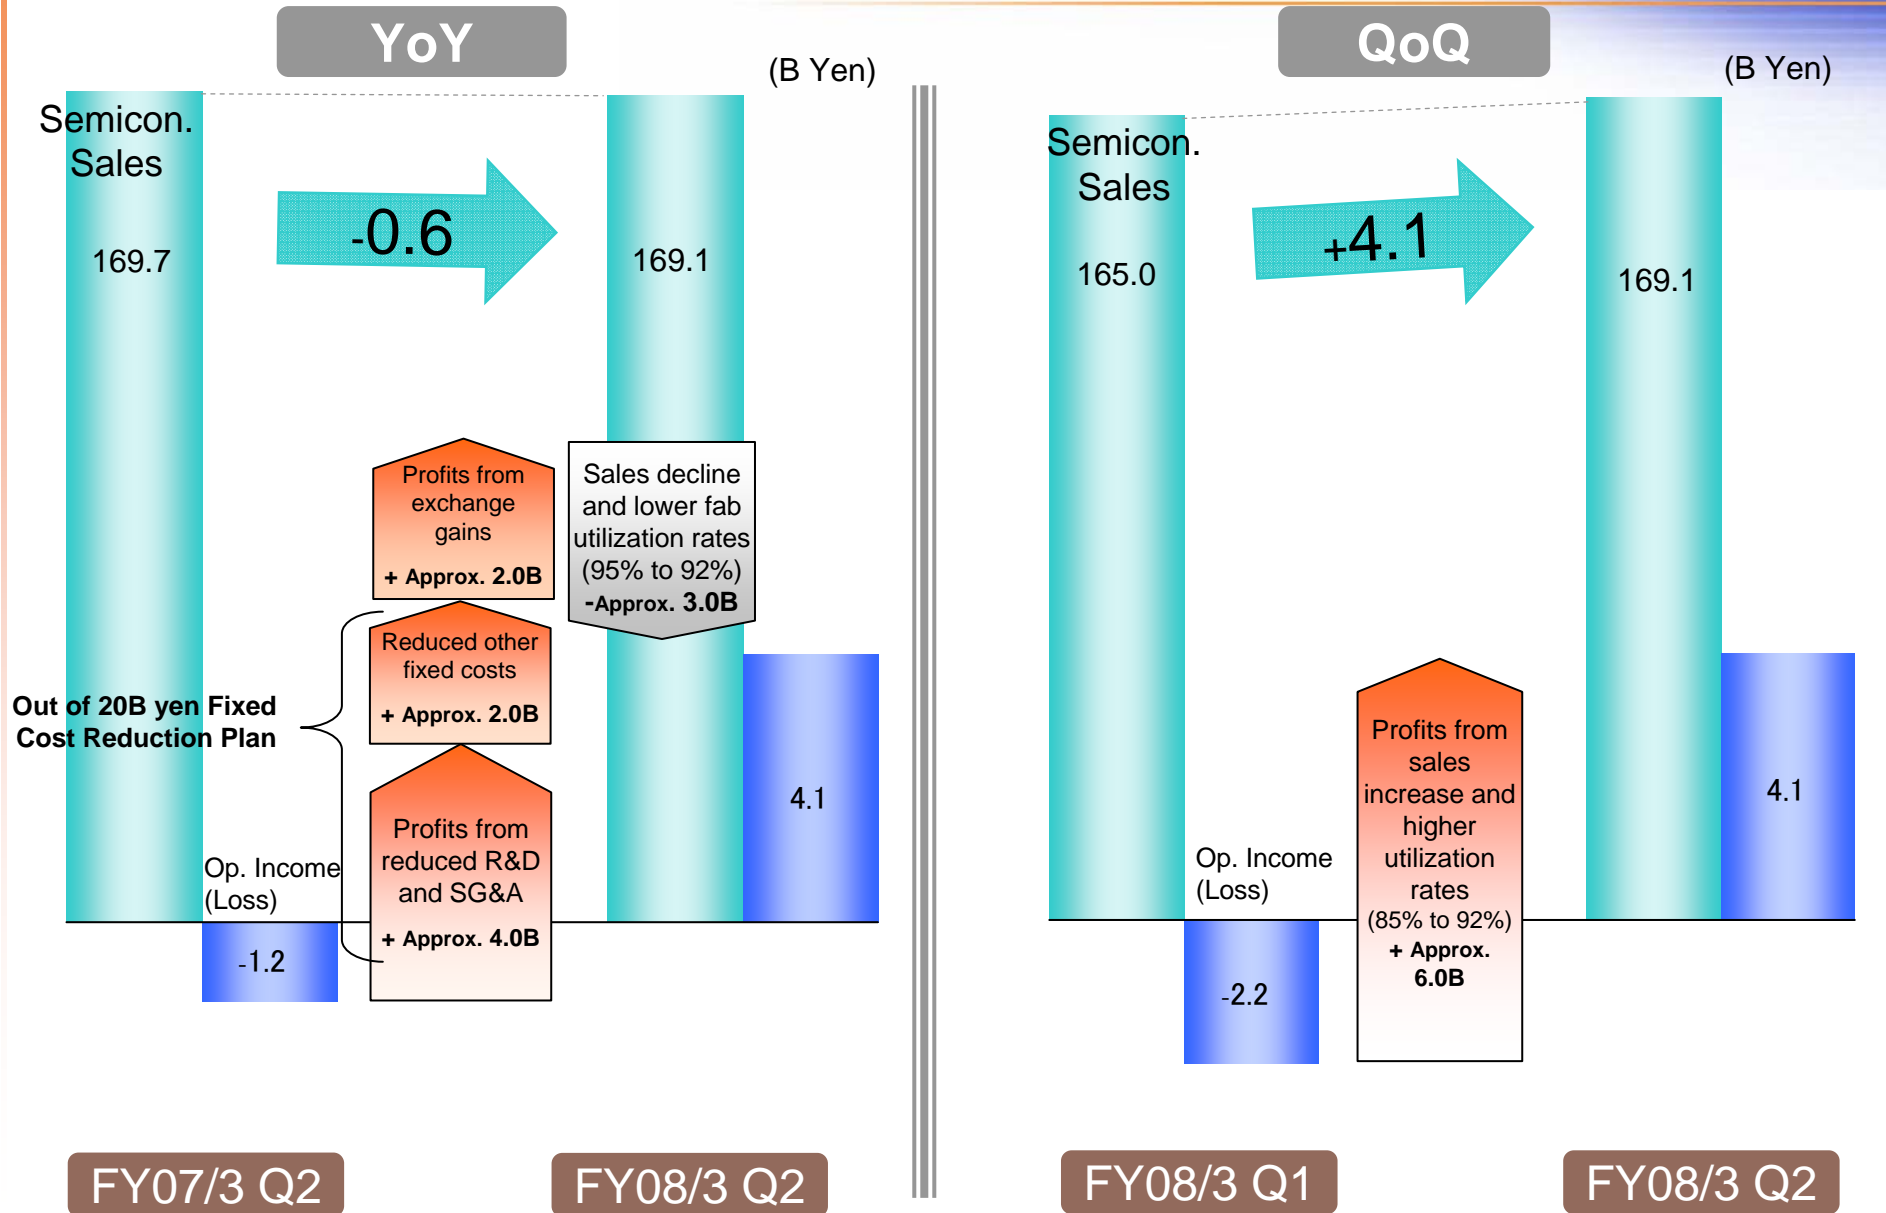 YoY
(B Yen)
Semicon.
Sales
169.7
-0.6
169.1
Profits from
exchange
gains
+ Approx. 2.0B
Sales decline
and lower fab
utilization rates
(95% to 92%)
-Approx. 3.0B
Reduced other
fixed costs
+ Approx. 2.0B
Out of 20B yen Fixed
Cost Reduction Plan
Profits from
reduced R&D
and SG&A
+ Approx. 4.0B
Op. Income
(Loss)
-1.2
4.1
FY07/3 Q2
FY08/3 Q2
QoQ
(B Yen)
Semicon.
Sales
165.0
+4.1
169.1
Profits from
sales
increase and
higher
utilization
rates
(85% to 92%)
+ Approx.
6.0B
Op. Income
(Loss)
-2.2
4.1
FY08/3 Q1
FY08/3 Q2